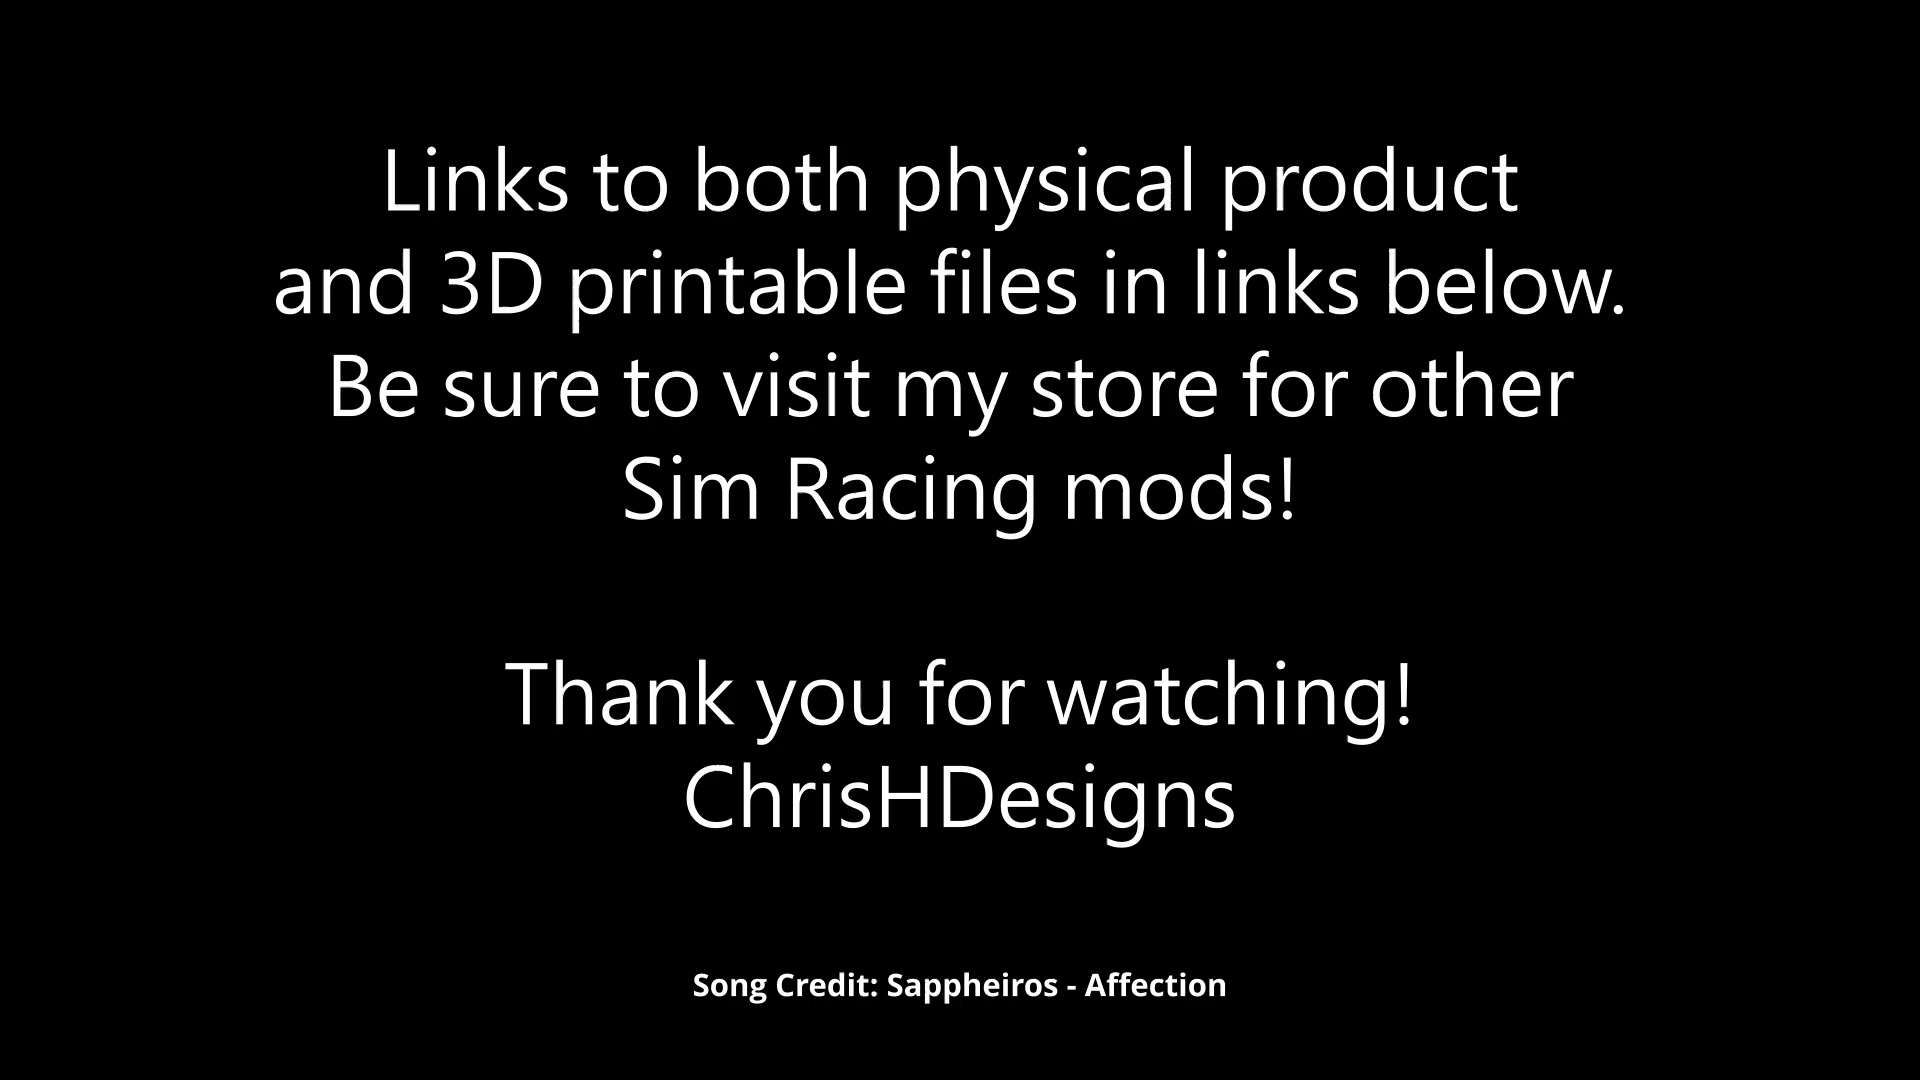 Links to both physical product
and 3D printable files in links below.
Be sure to visit my store for other
Sim Racing mods!
Thank you for watching!
ChrisHDesigns
Song Credit: Sappheiros - Affection